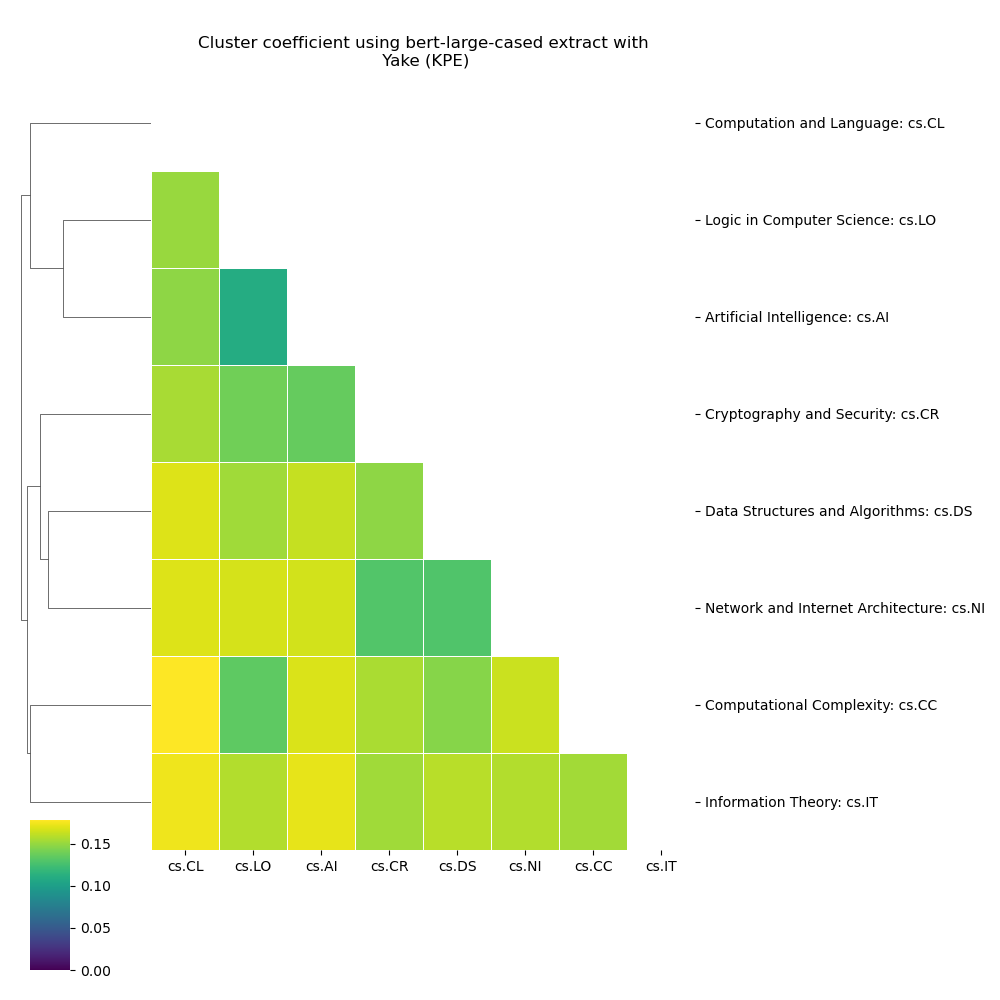 Cluster coefficient using bert-large-cased extract with
Yake (KPE)
Computation and Language: cs.CL
Logic in Computer Science: cs.LO
Artificial Intelligence: cs.AI
Cryptography and Security: cs.CR
Data Structures and Algorithms: cs.DS
Network and Internet Architecture: cs.NI
Computational Complexity: cs.CC
Information Theory: cs.IT
cs.CL cs.LO cs.AI cs.CR cs.DS cs.NI cs.CC cs.IT
0.15
0.10
0.05
0.00